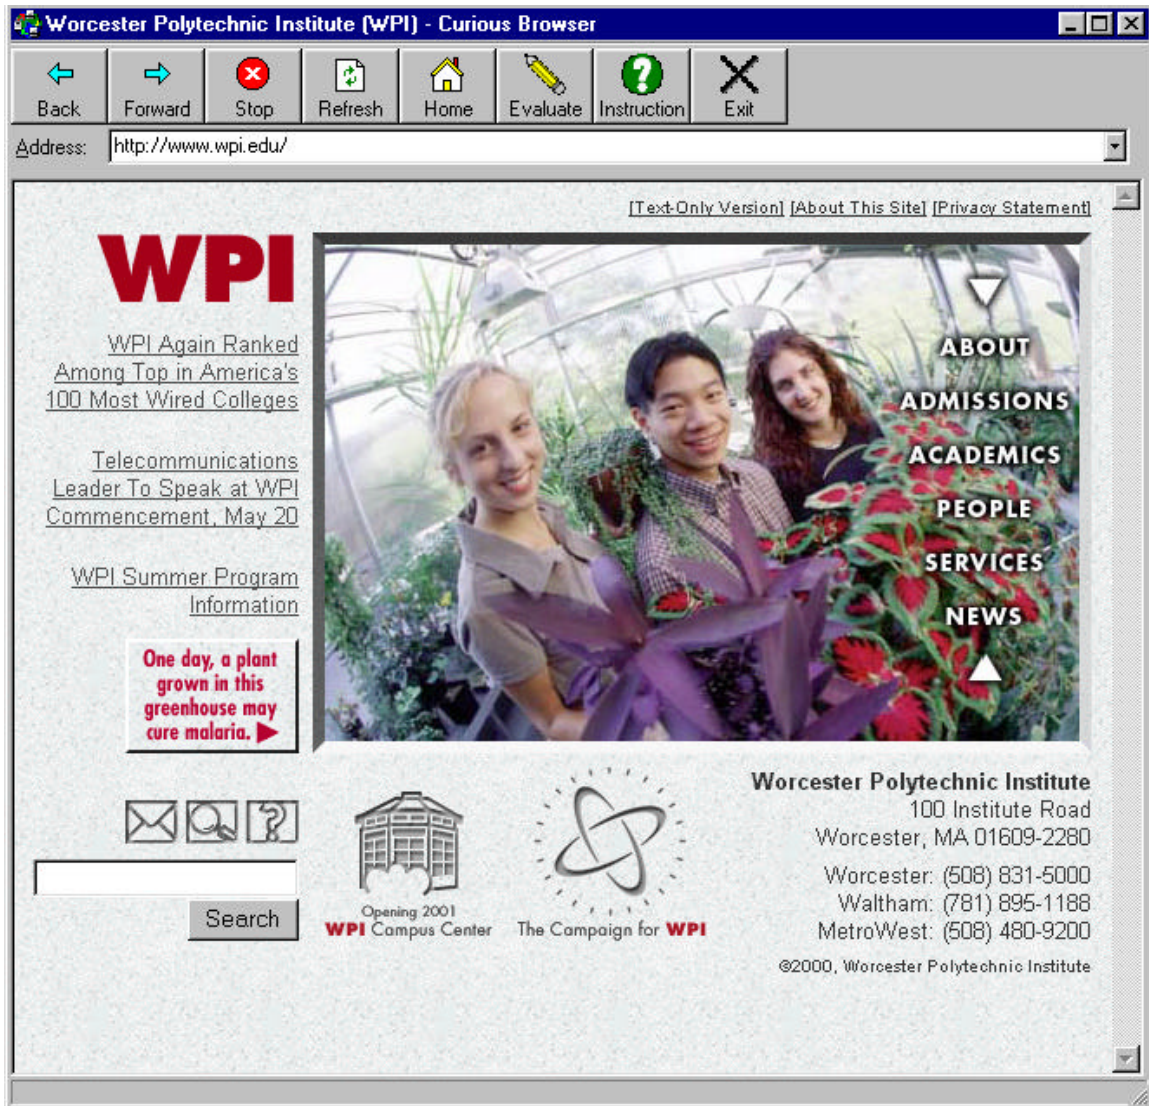 Worcester Polytechnic Institute (WPI) - Curious Browser
Back Forward Stop Refresh Home Evaluate Instruction Exit
Address: http://www.wpi.edu/
[Text-Only Version] [About This Site] [Privacy Statement]
WPI
WPI Again Ranked
Among Top in America's
100 Most Wired Colleges
Telecommunications
Leader To Speak at WPI
Commencement, May 20
WPI Summer Program
Information
One day, a plant
grown in this
greenhouse may
cure malaria.
ABOUT
ADMISSIONS
ACADEMICS
PEOPLE
SERVICES
NEWS
Search
Opening 2001
WPI Campus Center
The Campaign for WPI
Worcester Polytechnic Institute
100 Institute Road
Worcester, MA 01609-2280
Worcester: (508) 831-5000
Waltham: (781) 895-1188
MetroWest: (508) 480-9200
©2000, Worcester Polytechnic Institute